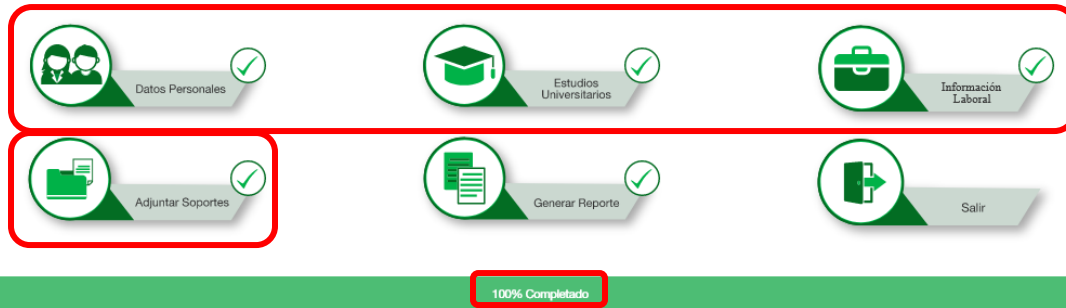 Datos Personales
Estudios
Universitarios
Información
Laboral
Adjuntar Soportes
Generar Reporte
Salir
100% Completado